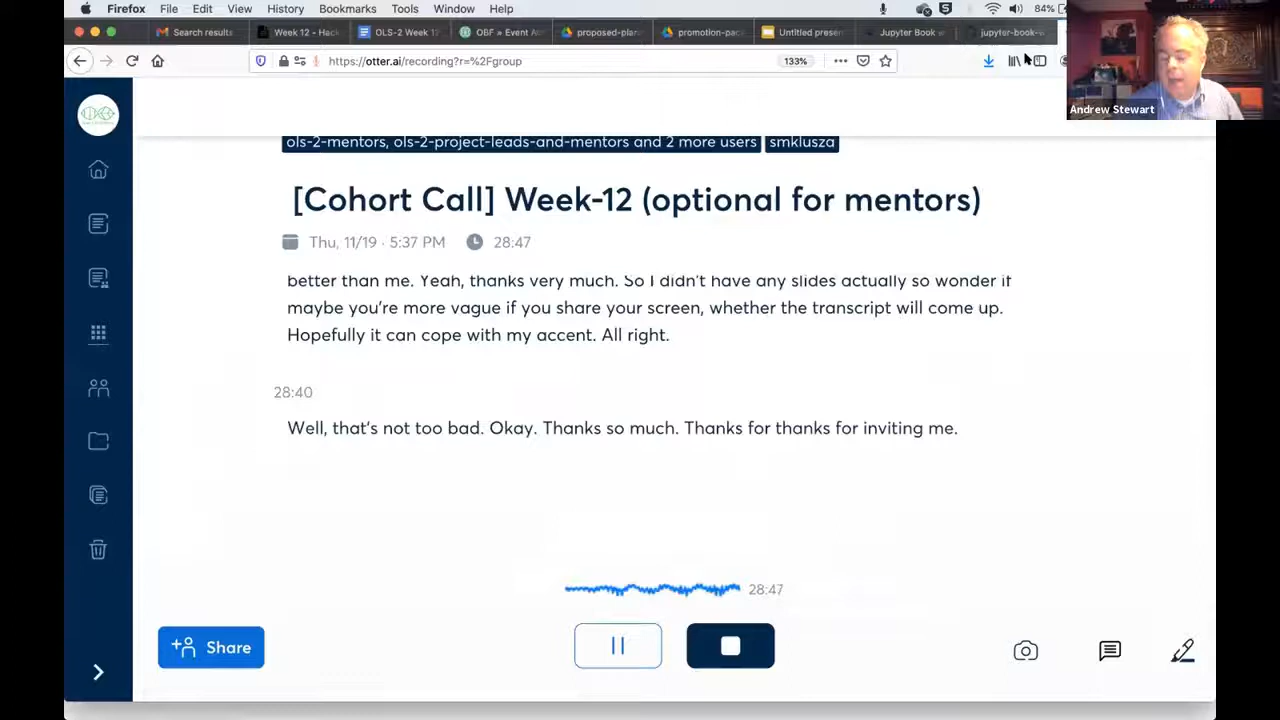 Firefox File Edit View History Bookmarks Tools Window Help 84%
Search results Week 12 - Hack OLS-2 Week 12 OBF » Event A proposed-plan promotion-pac Untitled presen Jupyter Book jupyter-book-w
https://otter.ai/recording?r=%2Fgroup 133%
Andrew Stewart
ols-2-mentors, ols-2-project-leads-and-mentors and 2 more users smklusza
[Cohort Call] Week-12 (optional for mentors)
Thu, 11/19 · 5:37 PM 28:47
better than me. Yeah, thanks very much. So I didn't have any slides actually so wonder if
maybe you're more vague if you share your screen, whether the transcript will come up.
Hopefully it can cope with my accent. All right.
28:40
Well, that's not too bad. Okay. Thanks so much. Thanks for thanks for inviting me.
28:47
Share